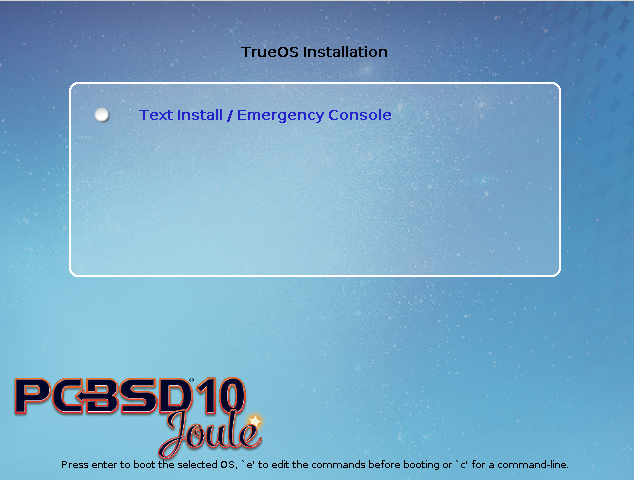 TrueOS Installation
Text Install / Emergency Console
PCBSD®10
Joule
Press enter to boot the selected OS, `e' to edit the commands before booting or `c' for a command-line.